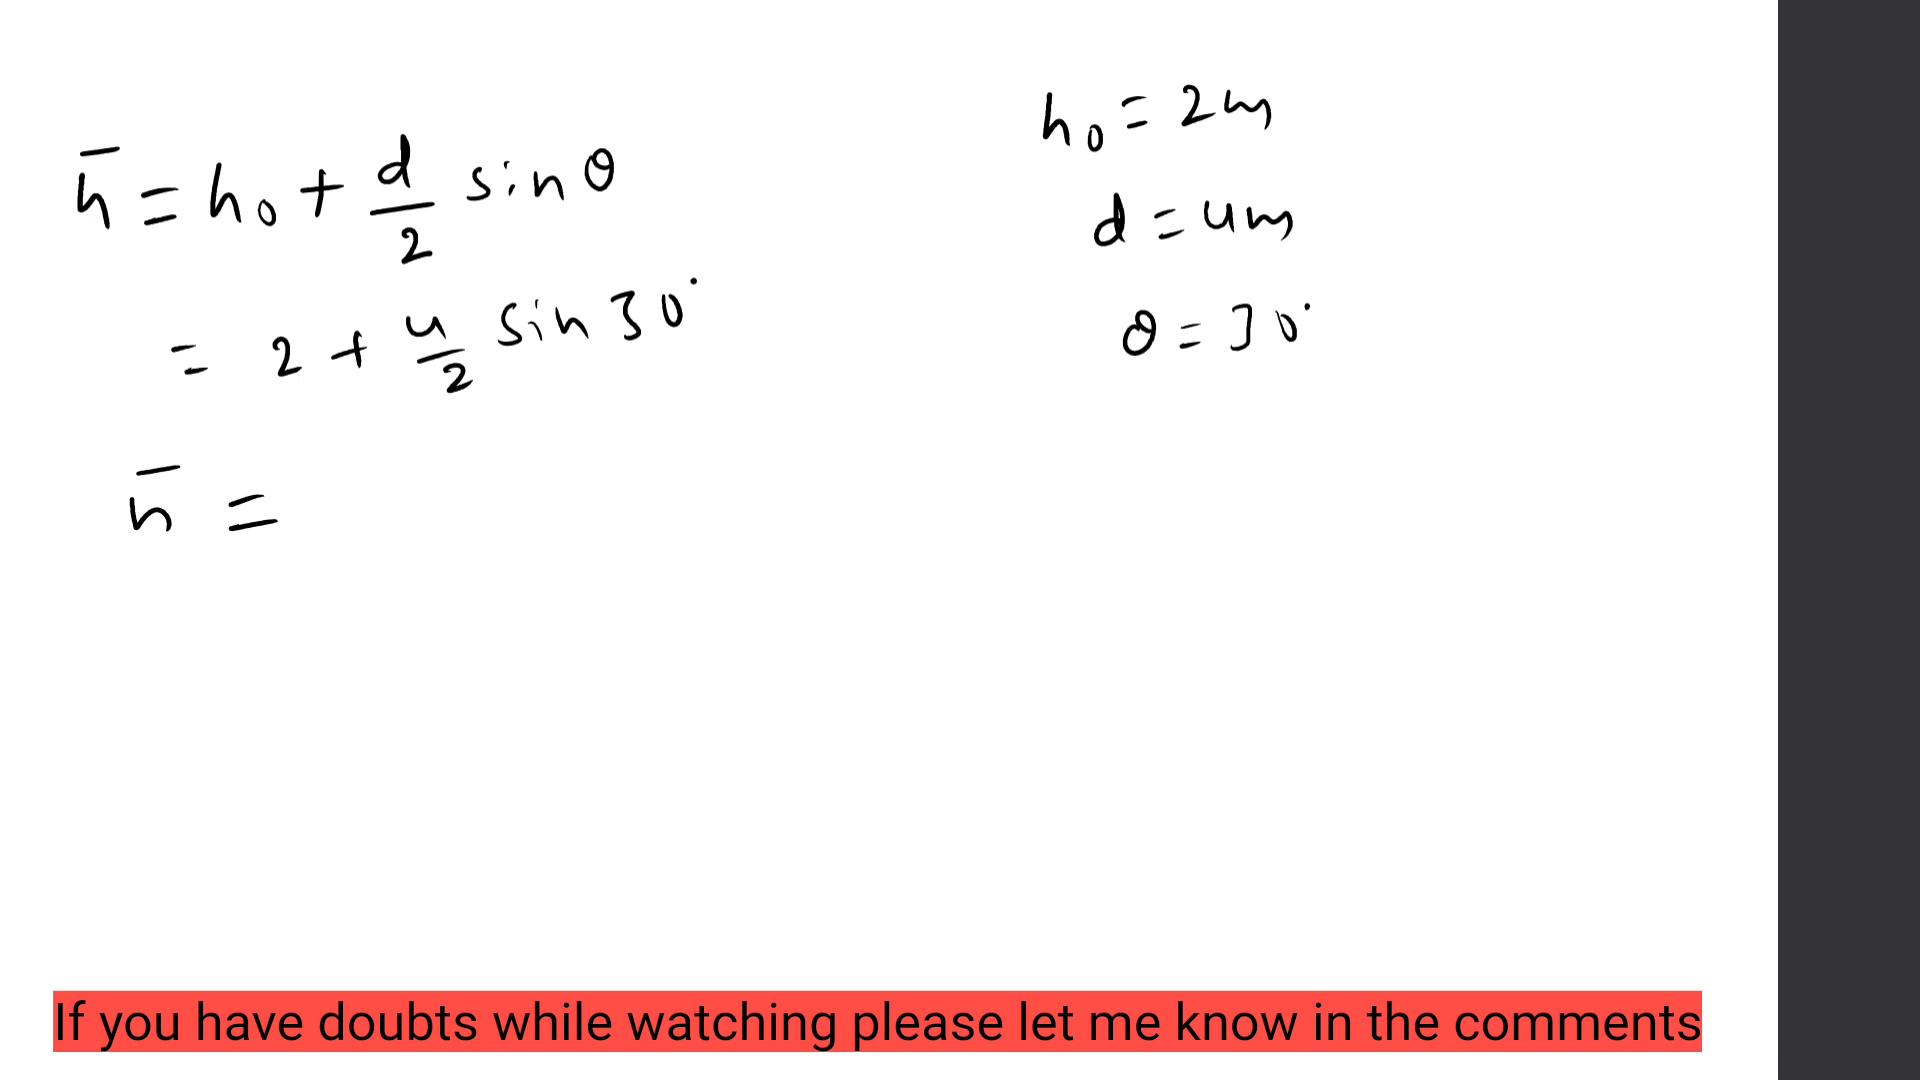 h̄ = h₀ + d/2 sin θ
= 2 + 4/2 sin 30°
h̄ =
h₀ = 2m
d = 4m
θ = 30°
If you have doubts while watching please let me know in the comments